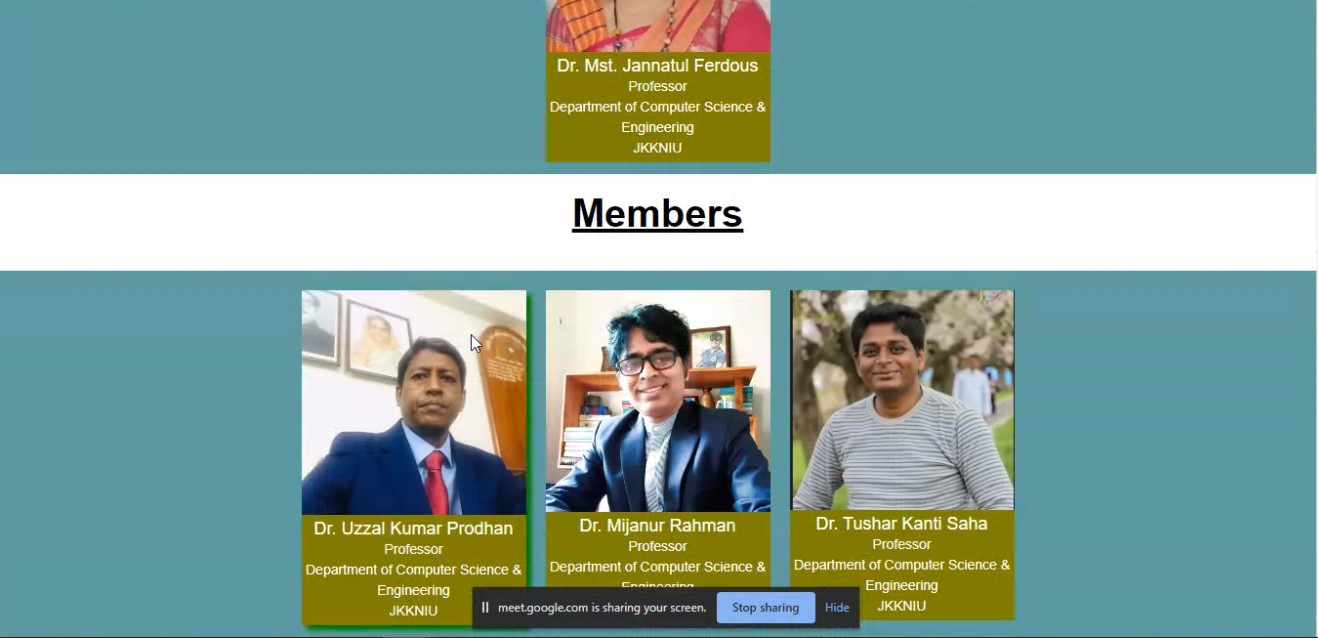 Dr. Mst. Jannatul Ferdous
Professor
Department of Computer Science &
Engineering
JKKNIU
Members
Dr. Uzzal Kumar Prodhan
Professor
Department of Computer Science &
Engineering
JKKNIU
Dr. Mijanur Rahman
Professor
Department of Computer Science &
Engineering
Dr. Tushar Kanti Saha
Professor
Department of Computer Science &
Engineering
JKKNIU
meet.google.com is sharing your screen.
Stop sharing
Hide